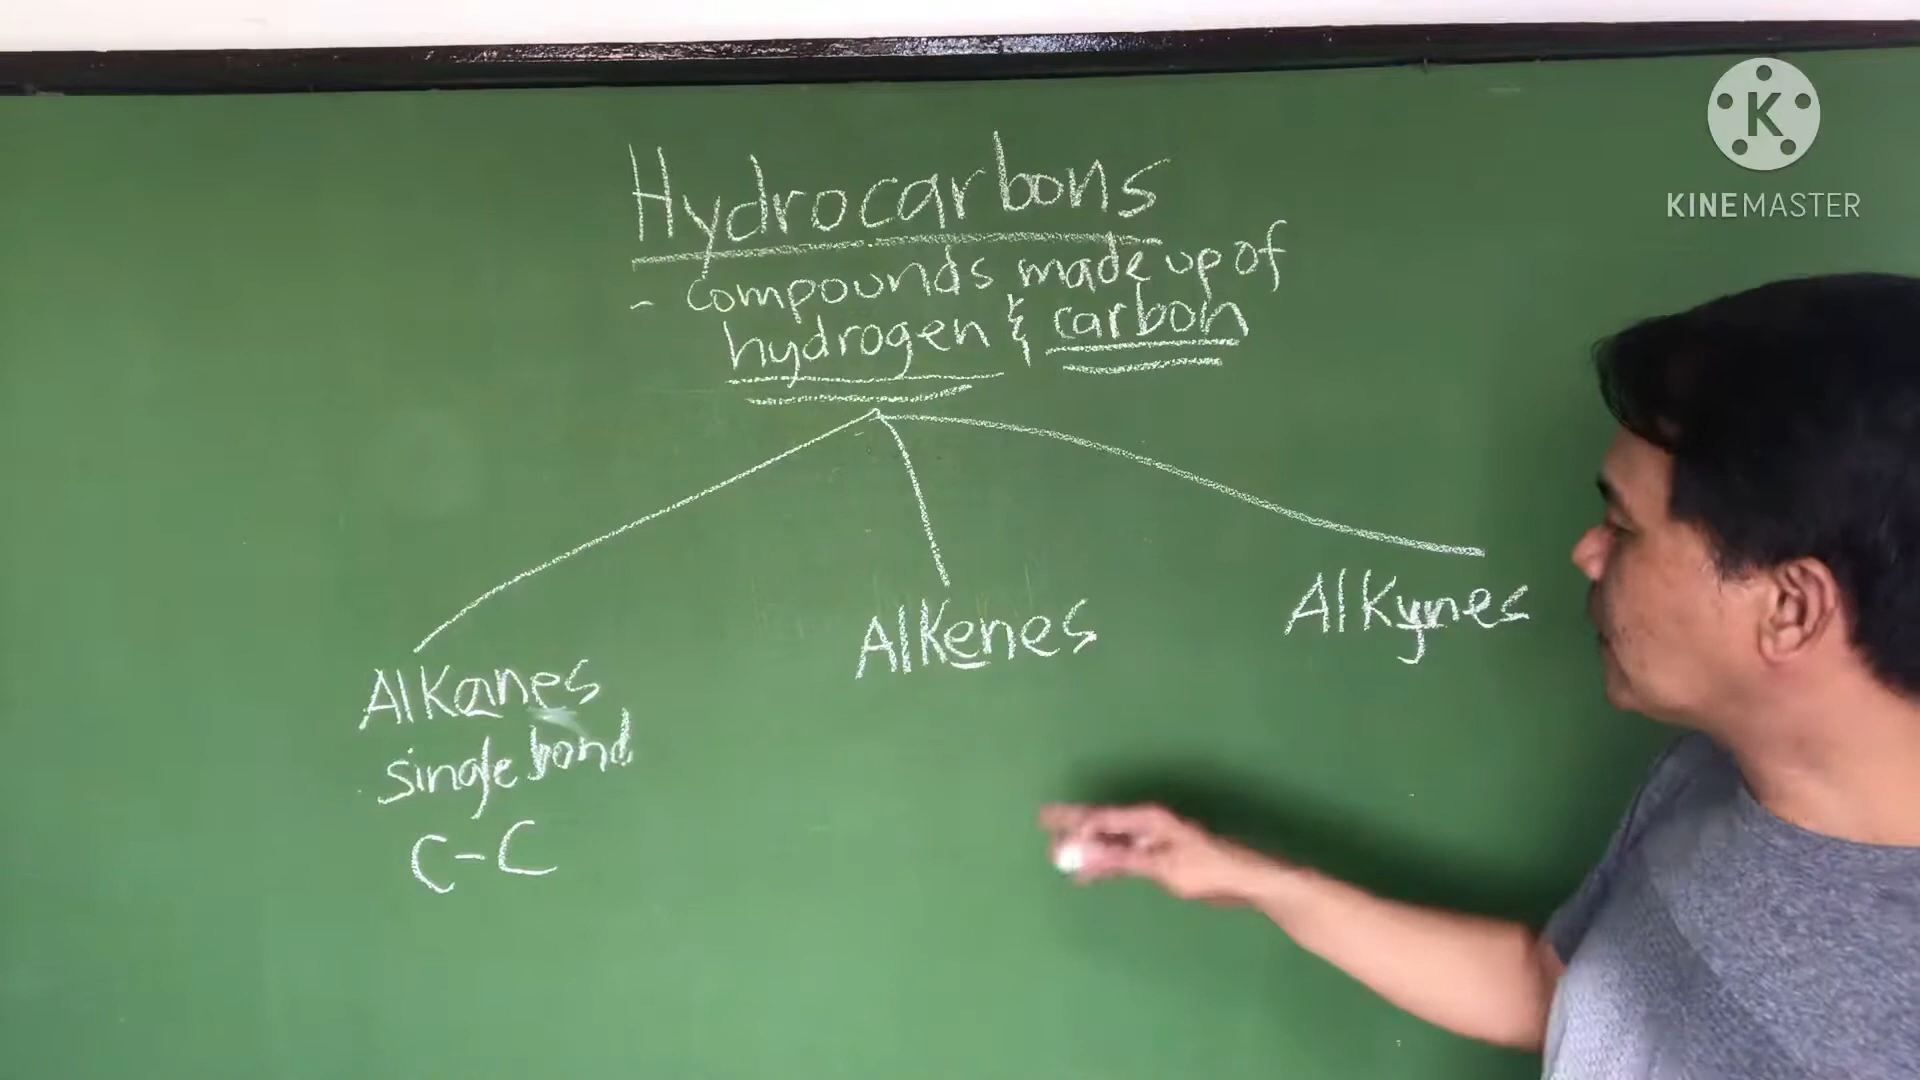 K
KINEMASTER
Hydrocarbons
- compounds made up of
hydrogen & carbon
Alkanes
single bond
C-C
Alkenes
Alkynes